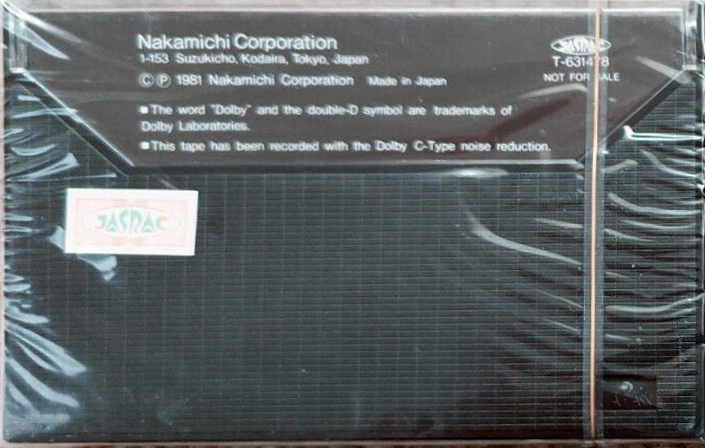 Nakamichi Corporation
1-153 Suzukicho, Kodaira, Tokyo, Japan
Ⓒ Ⓟ 1981 Nakamichi Corporation Made in Japan
JASRAC
NOT FOR SALE
■ The word "Dolby" and the double-D symbol are trademarks of
Dolby Laboratories.
■ This tape has been recorded with the Dolby C-Type noise reduction.
JASRAC